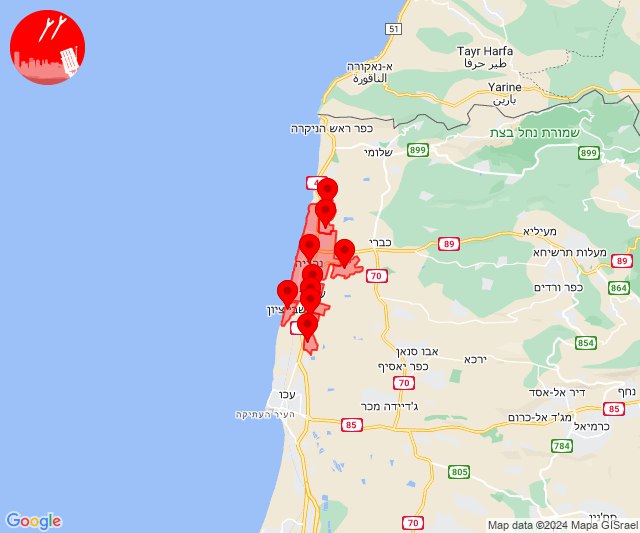 51
Tayr Harfa
طير حرفا
א-נאקורה
الناقورة
Yarine
يارين
כפר ראש הניקרה
שמורת נחל בצת
שלומי
899
899
4
מעיליא
כברי
89
מעלות תרשיחא
89
נהריה
70
864
כפר ורדים
שבי ציון
854
אבו סנאן
ירכא
כפר יאסיף
נחף
70
דיר אל-אסד
עכו
ג'דיידה מכר
85
העיר העתיקה
מג'ד אל-כרום
כרמיאל
85
784
805
70
סח'נין
Google
Map data ©2024 Mapa GISrael